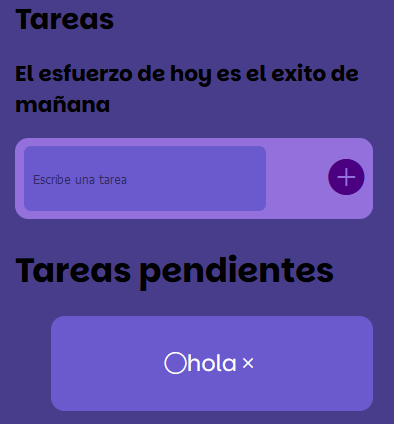 Tareas
El esfuerzo de hoy es el exito de
mañana
Escribe una tarea
Tareas pendientes
hola ×